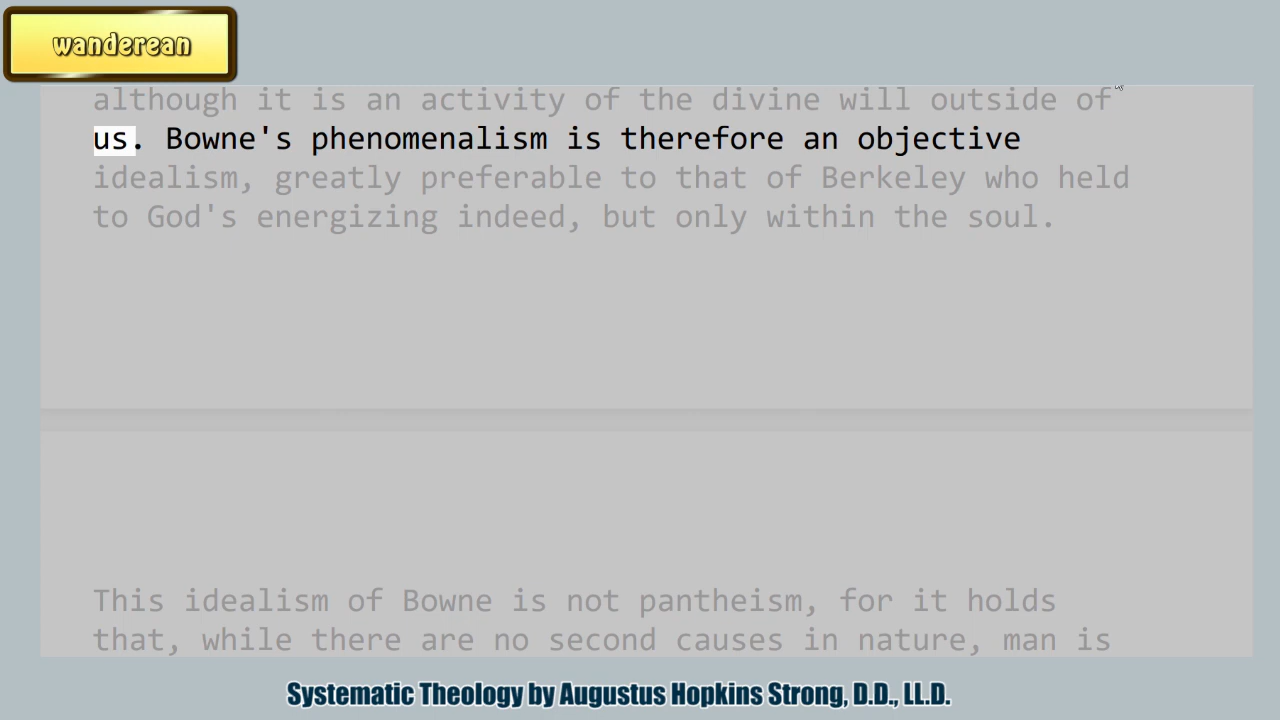 wanderean
although it is an activity of the divine will outside of
us. Bowne's phenomenalism is therefore an objective
idealism, greatly preferable to that of Berkeley who held
to God's energizing indeed, but only within the soul.
This idealism of Bowne is not pantheism, for it holds
that, while there are no second causes in nature, man is
Systematic Theology by Augustus Hopkins Strong, D.D., LL.D.